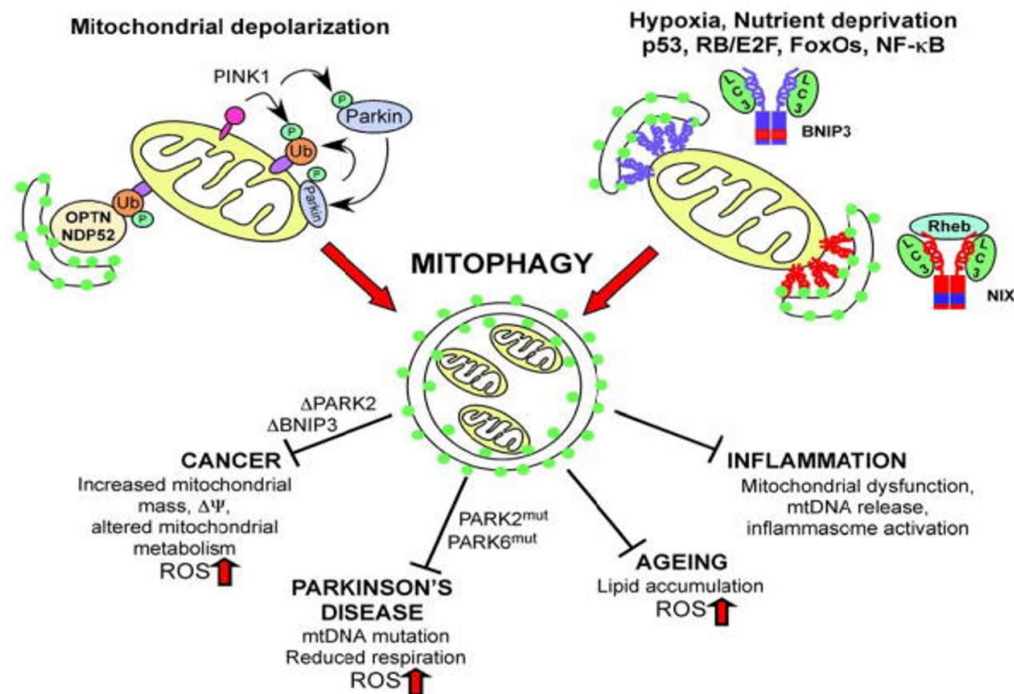 Mitochondrial depolarization
PINK1
P
P
Parkin
Ub
P
Parkin
Ub
P
OPTN
NDP52
Hypoxia, Nutrient deprivation
p53, RB/E2F, FoxOs, NF-κB
LC3
LC3
BNIP3
Rheb
LC3
LC3
NIX
MITOPHAGY
ΔPARK2
ΔBNIP3
CANCER
Increased mitochondrial
mass, ΔΨ,
altered mitochondrial
metabolism
ROS
PARK2mut
PARK6mut
PARKINSON'S
DISEASE
mtDNA mutation
Reduced respiration
ROS
AGEING
Lipid accumulation
ROS
INFLAMMATION
Mitochondrial dysfunction,
mtDNA release,
inflammasome activation